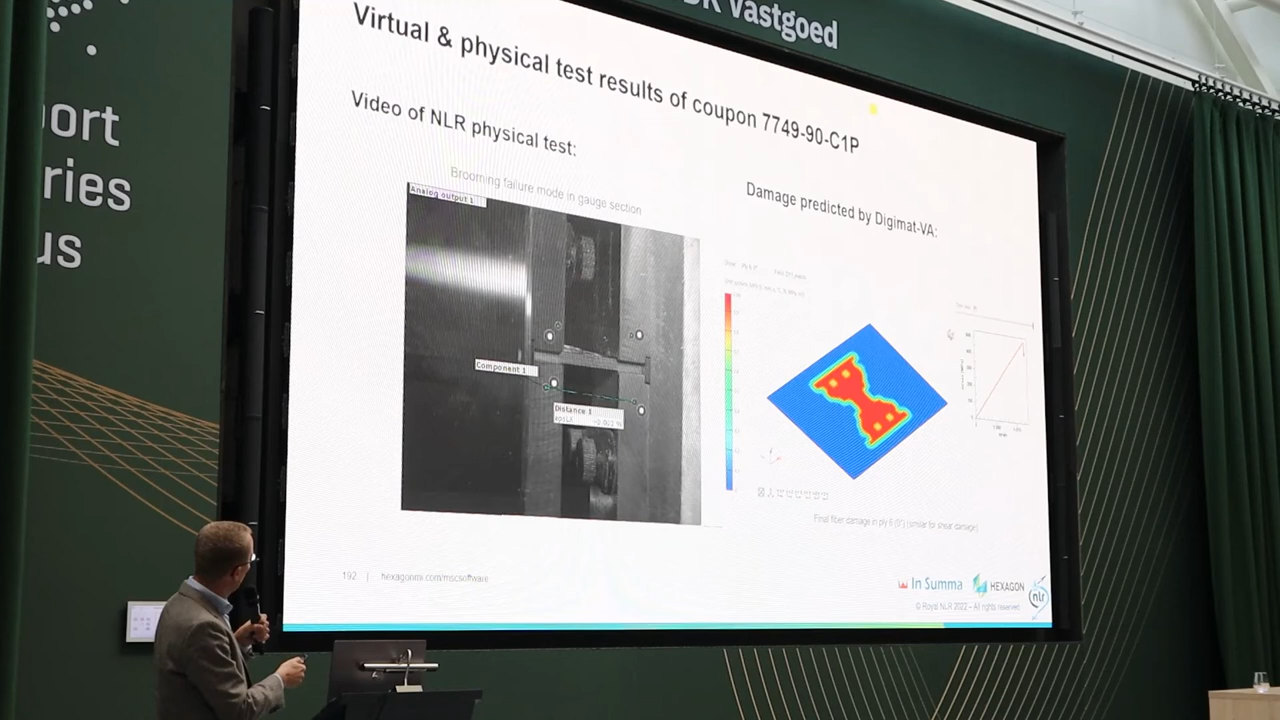 Vastgoed
ort
ries
us
Virtual & physical test results of coupon 7749-90-C1P
Video of NLR physical test:
Brooming failure mode in gauge section
Analog output 1
Component 1
Distance 1
Damage predicted by Digimat-VA:
Final fiber damage in ply 6 (0°) (similar for shear damage)
192 | hexagonmi.com/mscsoftware
In Summa
HEXAGON
nlr
© Royal NLR 2022 – All rights reserved